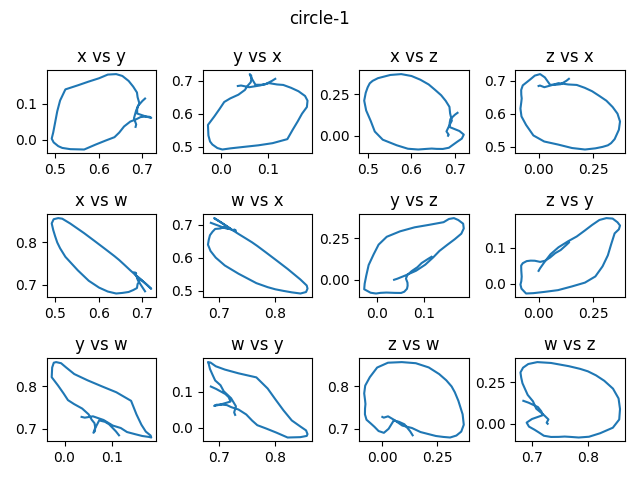 circle-1
x vs y
y vs x
x vs z
z vs x
0.1
0.0
0.5 0.6 0.7
0.7
0.6
0.5
0.0 0.1
0.25
0.00
0.5 0.6 0.7
0.7
0.6
0.5
0.00 0.25
x vs w
w vs x
y vs z
z vs y
0.8
0.7
0.5 0.6 0.7
0.7
0.6
0.5
0.7 0.8
0.25
0.00
0.0 0.1
0.1
0.0
0.00 0.25
y vs w
w vs y
z vs w
w vs z
0.8
0.7
0.0 0.1
0.1
0.0
0.7 0.8
0.8
0.7
0.00 0.25
0.25
0.00
0.7 0.8